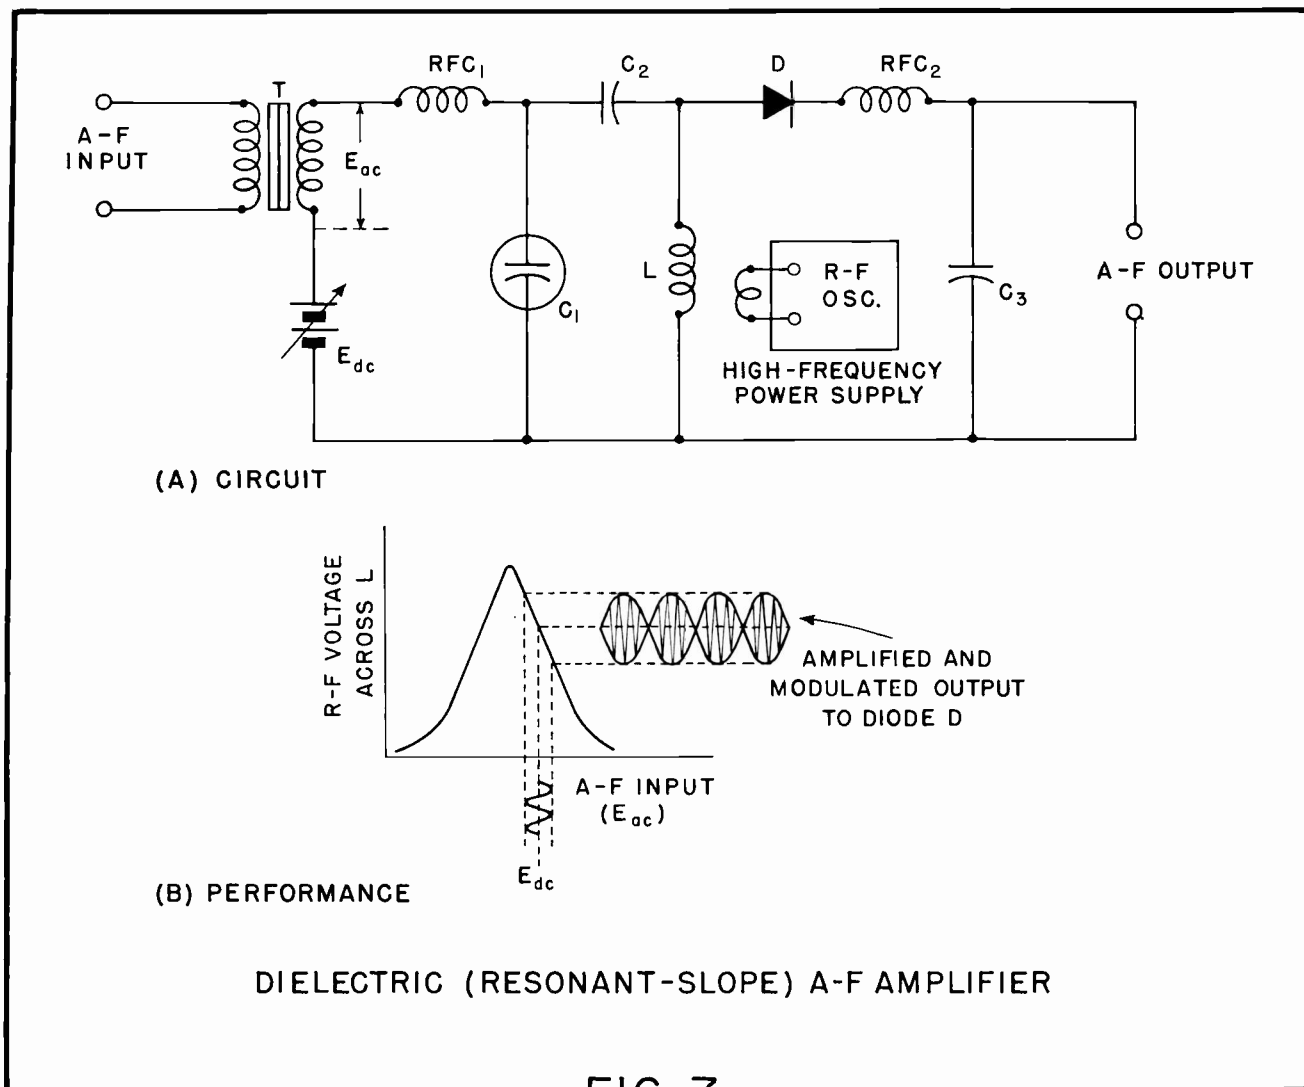 RFC1
C2
D
RFC2
T
A-F
INPUT
Eac
L
R-F
OSC.
C1
C3
A-F OUTPUT
Edc
HIGH-FREQUENCY
POWER SUPPLY
(A) CIRCUIT
R-F VOLTAGE
ACROSS L
AMPLIFIED AND
MODULATED OUTPUT
TO DIODE D
A-F INPUT
(Eac)
Edc
(B) PERFORMANCE
DIELECTRIC (RESONANT-SLOPE) A-F AMPLIFIER